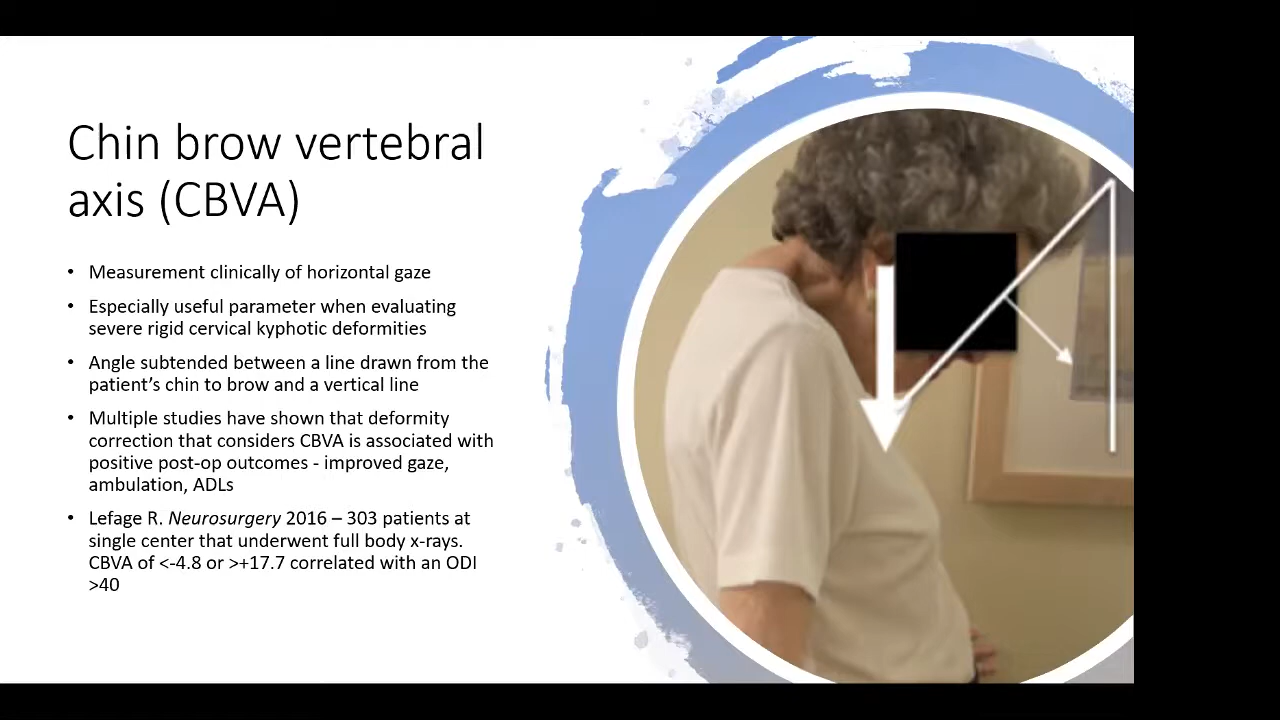 Chin brow vertebral
axis (CBVA)
• Measurement clinically of horizontal gaze
• Especially useful parameter when evaluating
severe rigid cervical kyphotic deformities
• Angle subtended between a line drawn from the
patient’s chin to brow and a vertical line
• Multiple studies have shown that deformity
correction that considers CBVA is associated with
positive post-op outcomes - improved gaze,
ambulation, ADLs
• Lefage R. Neurosurgery 2016 – 303 patients at
single center that underwent full body x-rays.
CBVA of <-4.8 or >+17.7 correlated with an ODI
>40